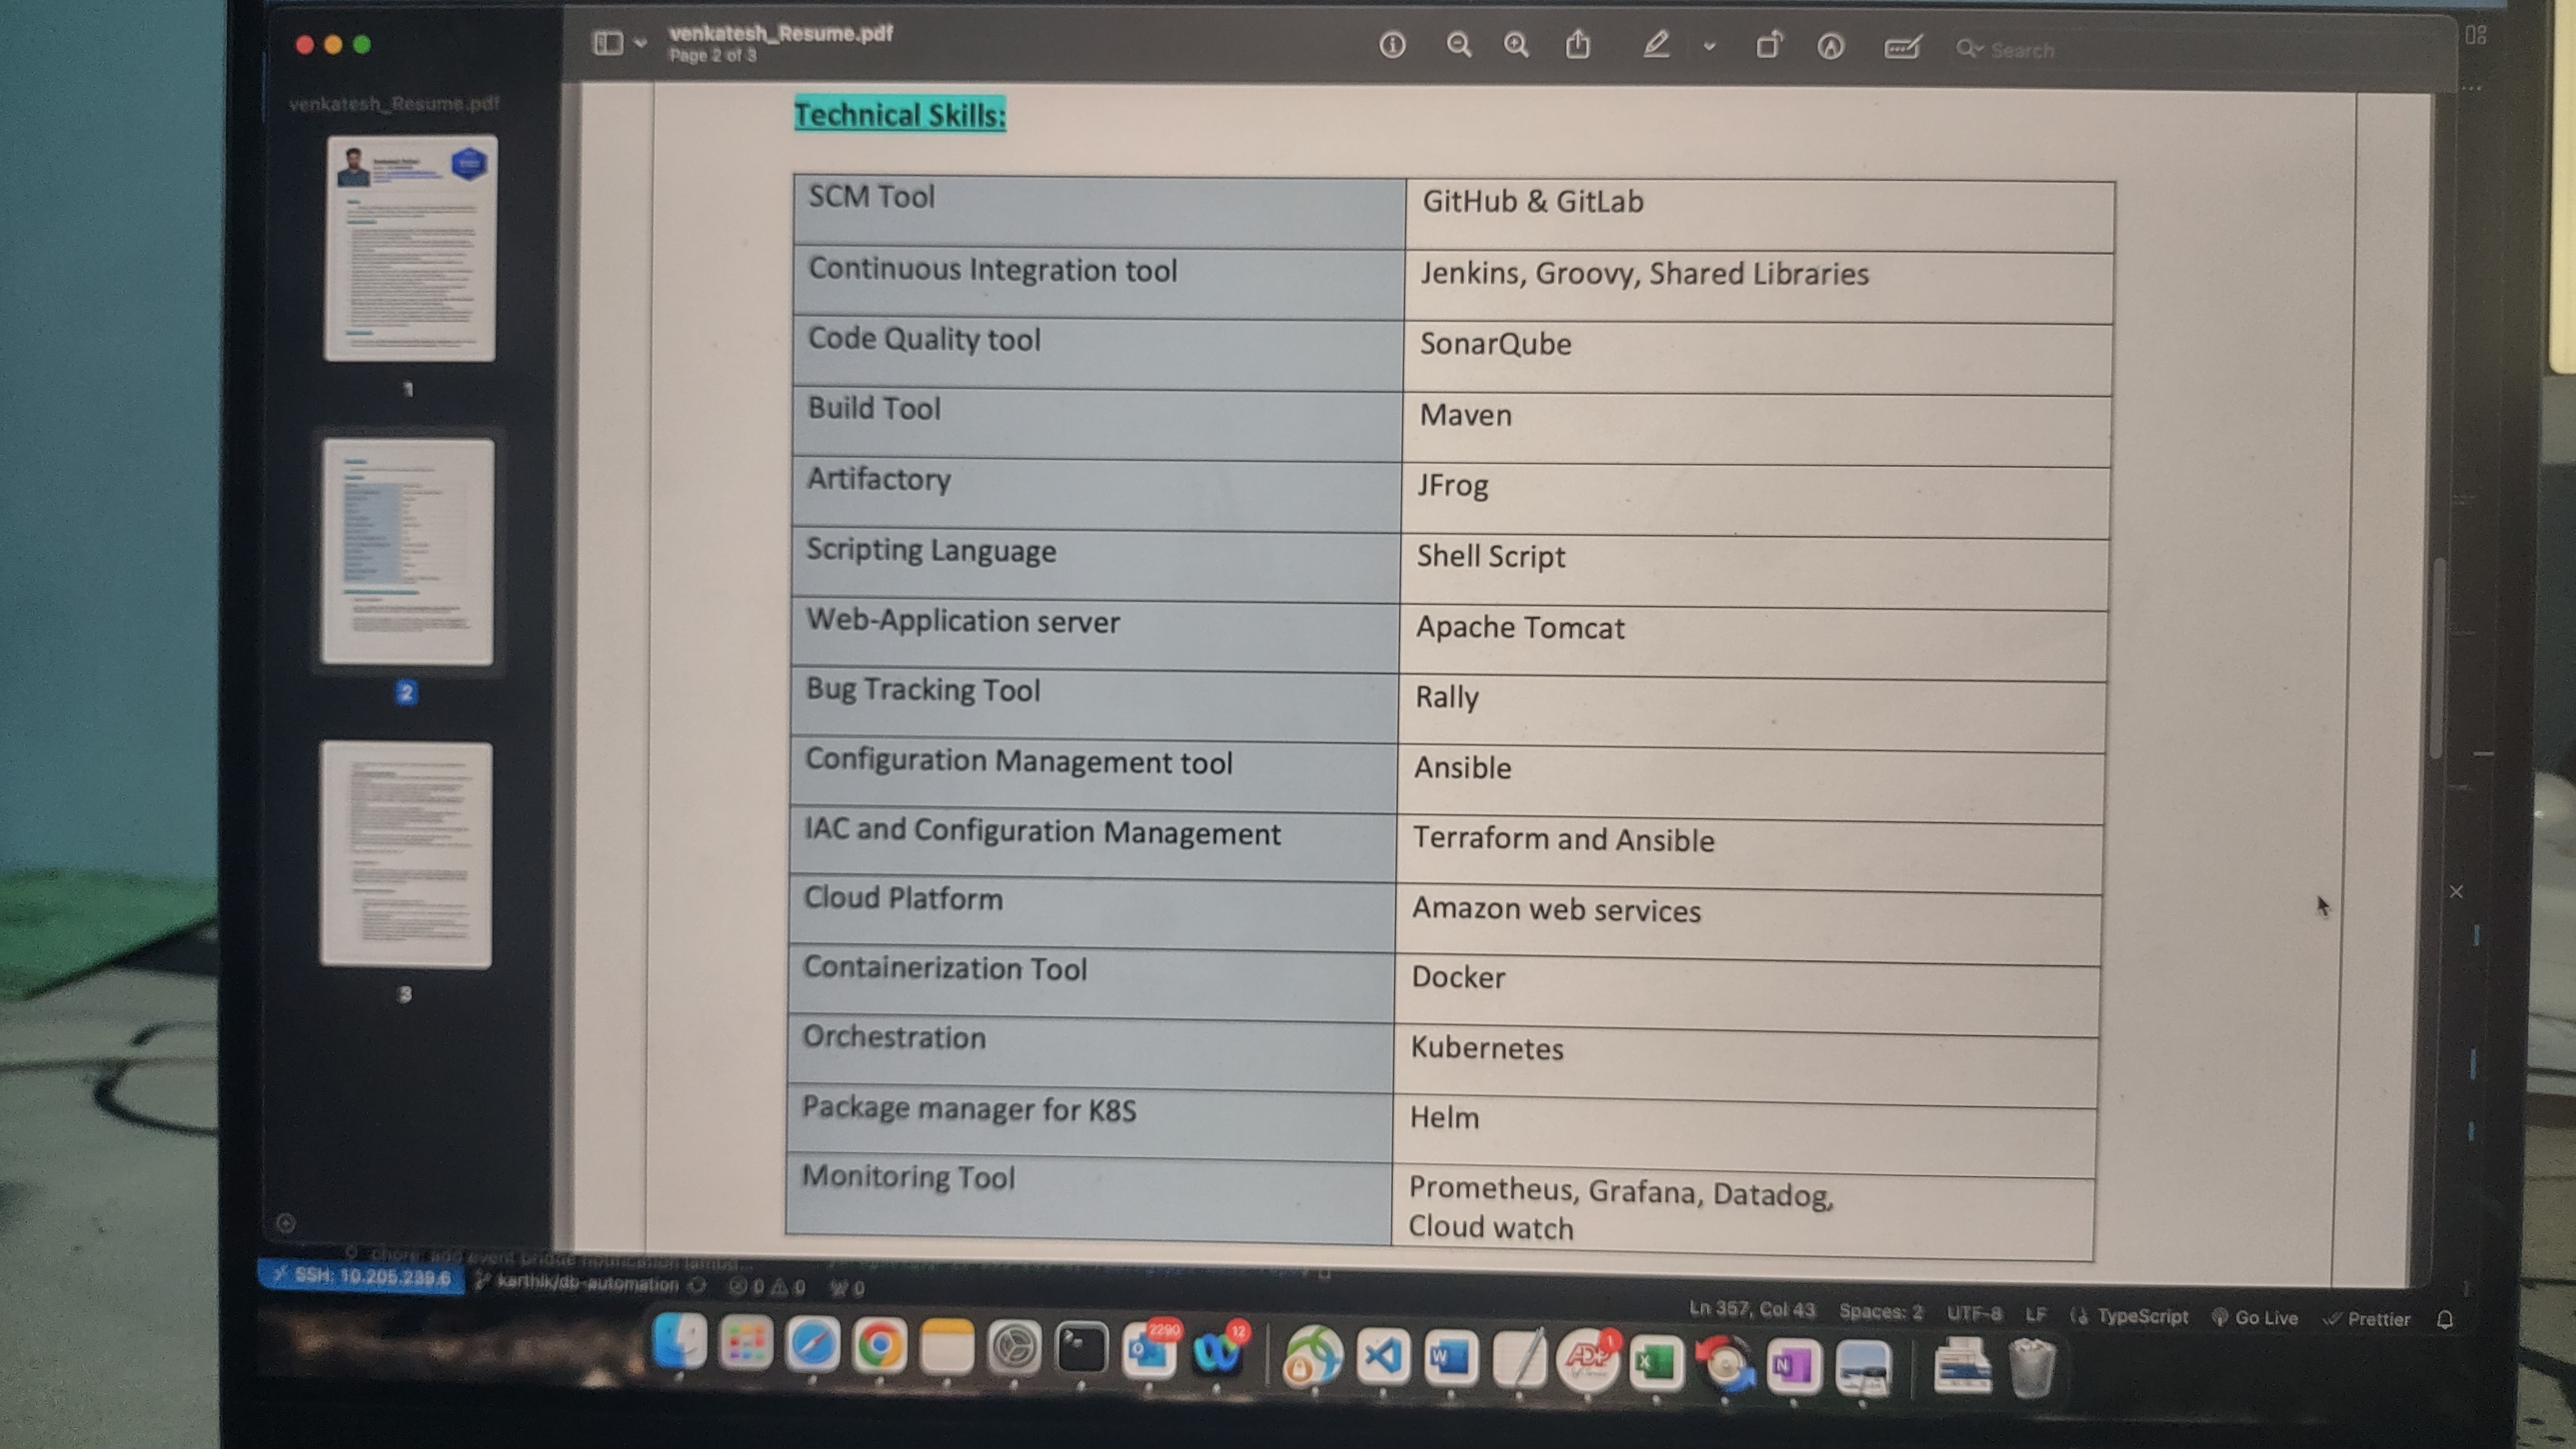 venkatesh_Resume.pdf
Page 2 of 3
Search
venkatesh_Resume.pdf
1
2
3
Technical Skills:
SCM Tool GitHub & GitLab
Continuous Integration tool Jenkins, Groovy, Shared Libraries
Code Quality tool SonarQube
Build Tool Maven
Artifactory JFrog
Scripting Language Shell Script
Web-Application server Apache Tomcat
Bug Tracking Tool Rally
Configuration Management tool Ansible
IAC and Configuration Management Terraform and Ansible
Cloud Platform Amazon web services
Containerization Tool Docker
Orchestration Kubernetes
Package manager for K8S Helm
Monitoring Tool Prometheus, Grafana, Datadog,
Cloud watch
SSH: 10.205.239.6 karthik/db-automation 0 0 0
Ln 357, Col 43 Spaces: 2 UTF-8 LF TypeScript Go Live Prettier
2290 12 1
W ADP X N